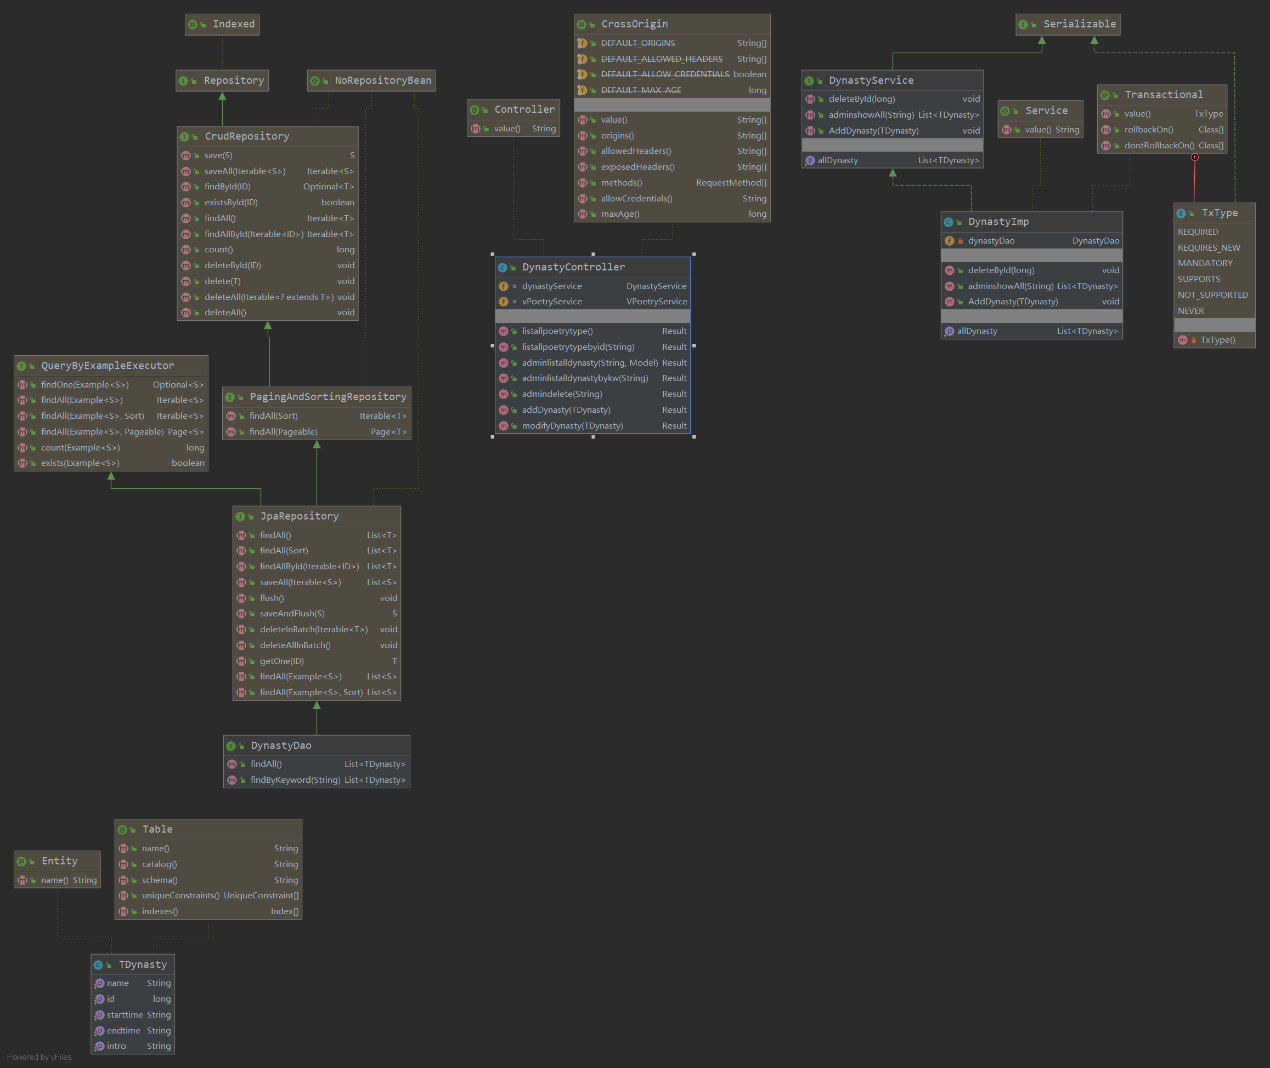 Indexed
Repository
NoRepositoryBean
CrudRepository
save(S) S
saveAll(Iterable<S>) Iterable<S>
findById(ID) Optional<T>
existsById(ID) boolean
findAll() Iterable<T>
findAllById(Iterable<ID>) Iterable<T>
count() long
deleteById(ID) void
delete(T) void
deleteAll(Iterable<? extends T>) void
deleteAll() void
QueryByExampleExecutor
findOne(Example<S>) Optional<S>
findAll(Example<S>) Iterable<S>
findAll(Example<S>, Sort) Iterable<S>
findAll(Example<S>, Pageable) Page<S>
count(Example<S>) long
exists(Example<S>) boolean
PagingAndSortingRepository
findAll(Sort) Iterable<T>
findAll(Pageable) Page<T>
JpaRepository
findAll() List<T>
findAll(Sort) List<T>
findAllById(Iterable<ID>) List<T>
saveAll(Iterable<S>) List<S>
flush() void
saveAndFlush(S) S
deleteInBatch(Iterable<T>) void
deleteAllInBatch() void
getOne(ID) T
findAll(Example<S>) List<S>
findAll(Example<S>, Sort) List<S>
DynastyDao
findAll() List<TDynasty>
findByKeyword(String) List<TDynasty>
Table
name() String
catalog() String
schema() String
uniqueConstraints() UniqueConstraint[]
indexes() Index[]
Entity
name() String
TDynasty
name String
id long
starttime String
endtime String
intro String
Controller
value() String
CrossOrigin
DEFAULT_ORIGINS String[]
DEFAULT_ALLOWED_HEADERS String[]
DEFAULT_ALLOW_CREDENTIALS boolean
DEFAULT_MAX_AGE long
value() String[]
origins() String[]
allowedHeaders() String[]
exposedHeaders() String[]
methods() RequestMethod[]
allowCredentials() String
maxAge() long
DynastyController
dynastyService DynastyService
vPoetryService VPoetryService
listallpoetrytype() Result
listallpoetrytypebyid(String) Result
adminlistalldynasty(String, Model) Result
adminlistalldynastybykw(String) Result
admindelete(String) Result
addDynasty(TDynasty) Result
modifyDynasty(TDynasty) Result
Serializable
DynastyService
deleteById(long) void
adminshowAll(String) List<TDynasty>
AddDynasty(TDynasty) void
allDynasty List<TDynasty>
Service
value() String
Transactional
value() TxType
rollbackOn() Class[]
dontRollbackOn() Class[]
DynastyImp
dynastyDao DynastyDao
deleteById(long) void
adminshowAll(String) List<TDynasty>
AddDynasty(TDynasty) void
allDynasty List<TDynasty>
TxType
REQUIRED
REQUIRES_NEW
MANDATORY
SUPPORTS
NOT_SUPPORTED
NEVER
TxType()
Powered by yFiles